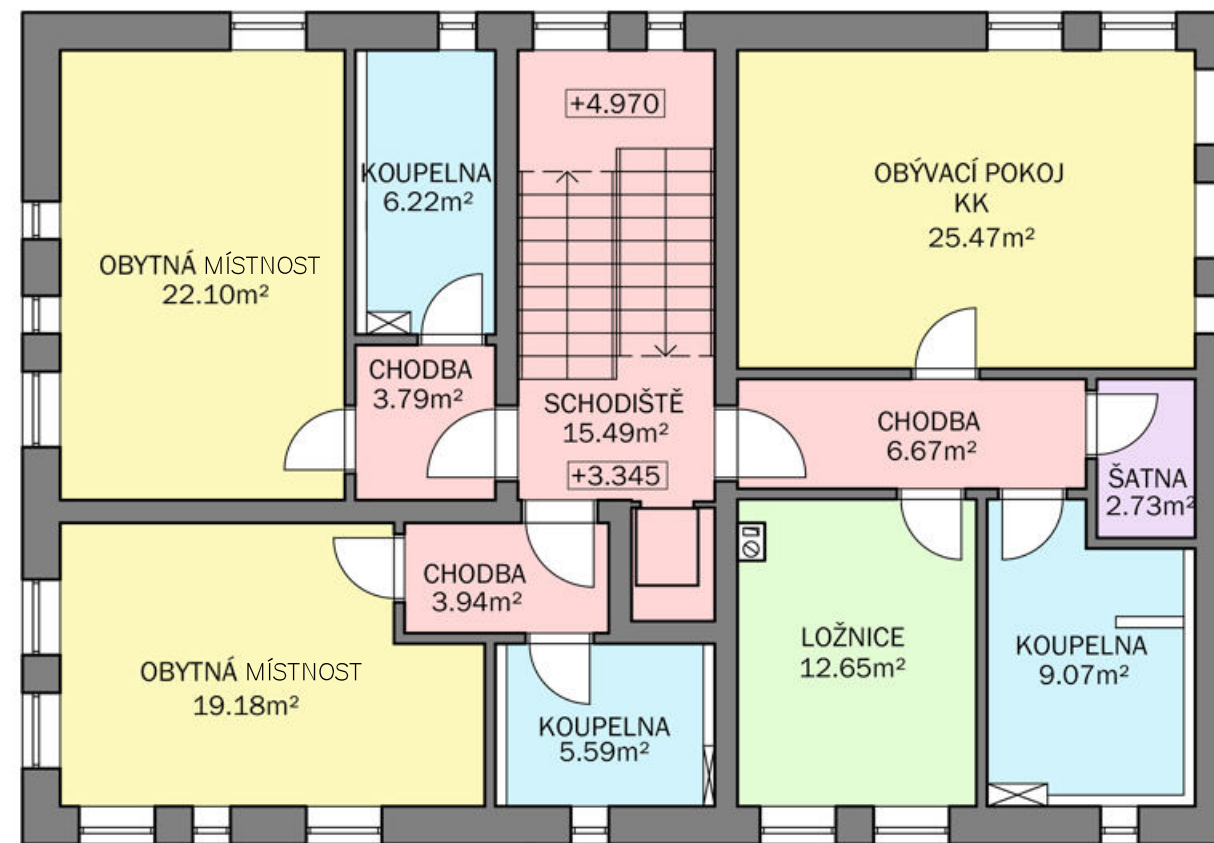 +4.970
KOUPELNA
6.22m²
OBÝVACÍ POKOJ
KK
25.47m²
OBYTNÁ MÍSTNOST
22.10m²
CHODBA
3.79m²
SCHODIŠTĚ
15.49m²
+3.345
CHODBA
6.67m²
ŠATNA
2.73m²
CHODBA
3.94m²
OBYTNÁ MÍSTNOST
19.18m²
KOUPELNA
5.59m²
LOŽNICE
12.65m²
KOUPELNA
9.07m²